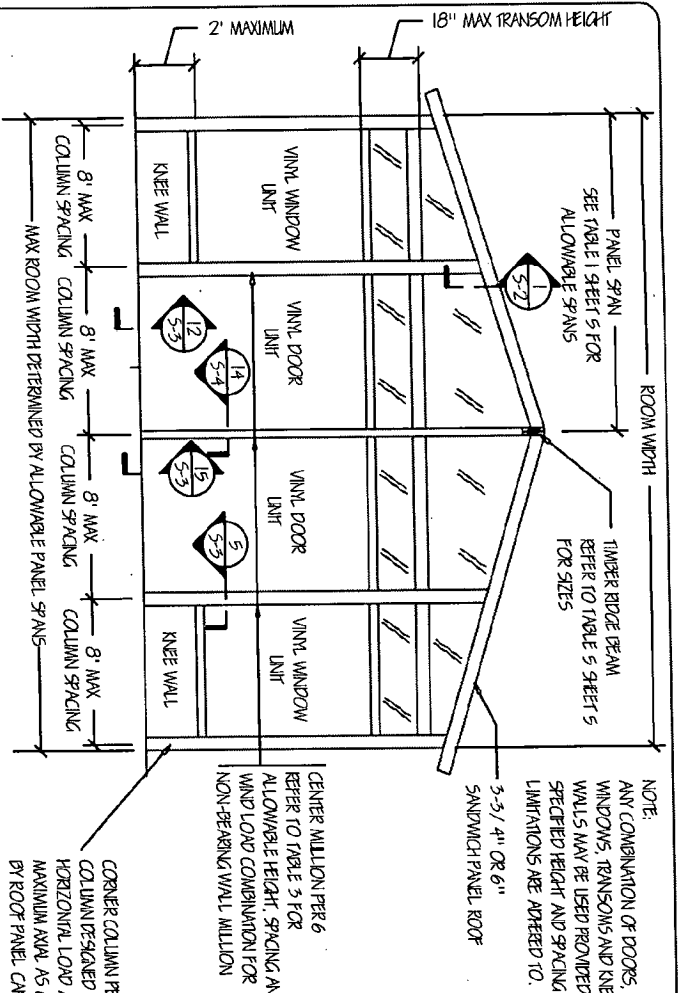 2' MAXIMUM
18" MAX TRANSOM HEIGHT
ROOM WIDTH
PANEL SPAN
SEE TABLE 1 SHEET S FOR
ALLOWABLE SPANS
1
S-2
TIMBER RIDGE BEAM
REFER TO TABLE 5 SHEET S
FOR SIZES
NOTE:
ANY COMBINATION OF DOORS,
WINDOWS, TRANSOMS AND KNEE
WALLS MAY BE USED PROVIDED
SPECIFIED HEIGHT AND SPACING
LIMITATIONS ARE ADHERED TO.
3-3/4" OR 6"
SANDWICH PANEL ROOF
VINYL WINDOW
UNIT
VINYL DOOR
UNIT
VINYL DOOR
UNIT
VINYL WINDOW
UNIT
KNEE WALL
12
S-3
14
S-4
15
S-3
5
S-3
KNEE WALL
CENTER MULLION PER 6
REFER TO TABLE 3 FOR
ALLOWABLE HEIGHT, SPACING AN
WIND LOAD COMBINATION FOR
NON-BEARING WALL MULLION
8' MAX
COLUMN SPACING
8' MAX
COLUMN SPACING
8' MAX
COLUMN SPACING
8' MAX
COLUMN SPACING
MAX ROOM WIDTH DETERMINED BY ALLOWABLE PANEL SPANS
CORNER COLUMN PE
COLUMN DESIGNED
HORIZONTAL LOAD
MAXIMUM AXIAL AS
BY ROOF PANEL CA